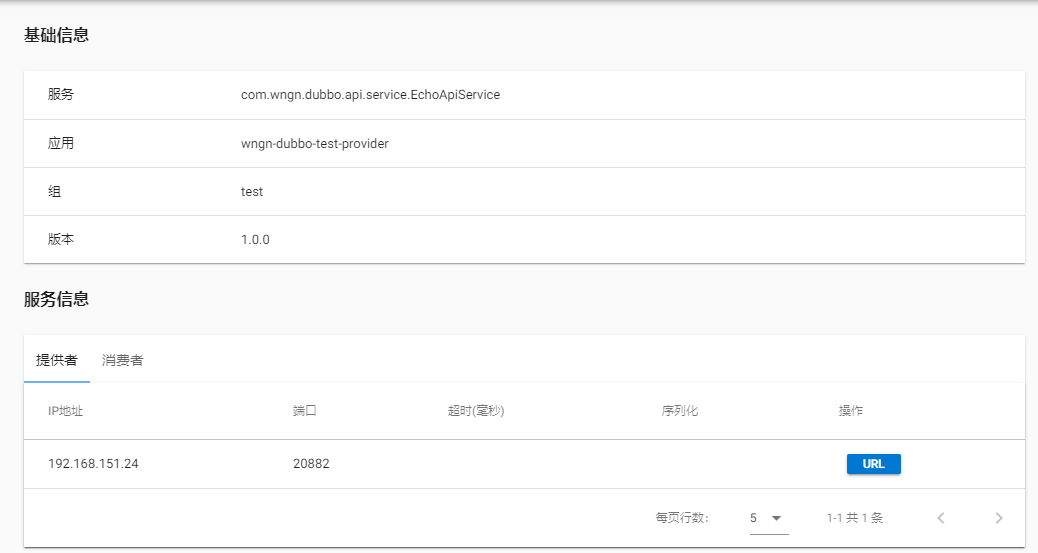 基础信息
服务 com.wngn.dubbo.api.service.EchoApiService
应用 wngn-dubbo-test-provider
组 test
版本 1.0.0
服务信息
提供者 消费者
IP地址 端口 超时(毫秒) 序列化 操作
192.168.151.24 20882 URL
每页行数： 5 1-1 共 1 条